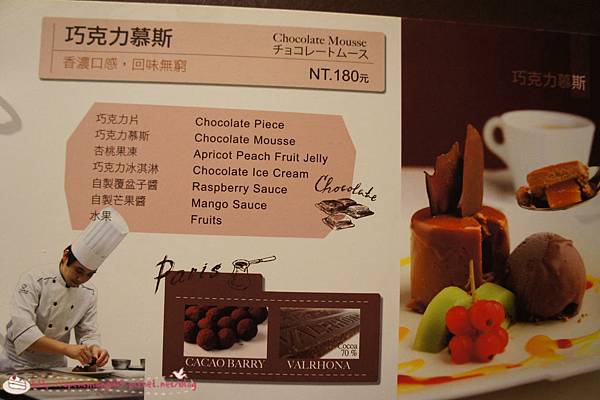 巧克力慕斯
香濃口感，回味無窮
Chocolate Mousse
チョコレートムース
NT.180元
巧克力慕斯
巧克力片 Chocolate Piece
巧克力慕斯 Chocolate Mousse
杏桃果凍 Apricot Peach Fruit Jelly
巧克力冰淇淋 Chocolate Ice Cream
自製覆盆子醬 Raspberry Sauce
自製芒果醬 Mango Sauce
水果 Fruits
Chocolate
Paris
CACAO BARRY
VALRHONA
Cocoa
70 %
VALRHONA